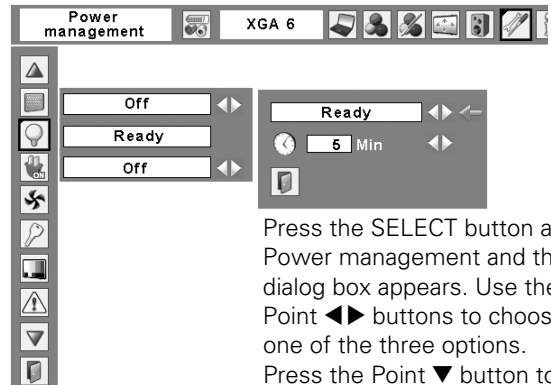 Power
management
XGA 6
Off
Ready
Off
Ready
5 Min
ON
Press the SELECT button a
Power management and th
dialog box appears. Use the
Point ◀▶ buttons to choos
one of the three options.
Press the Point ▼ button to